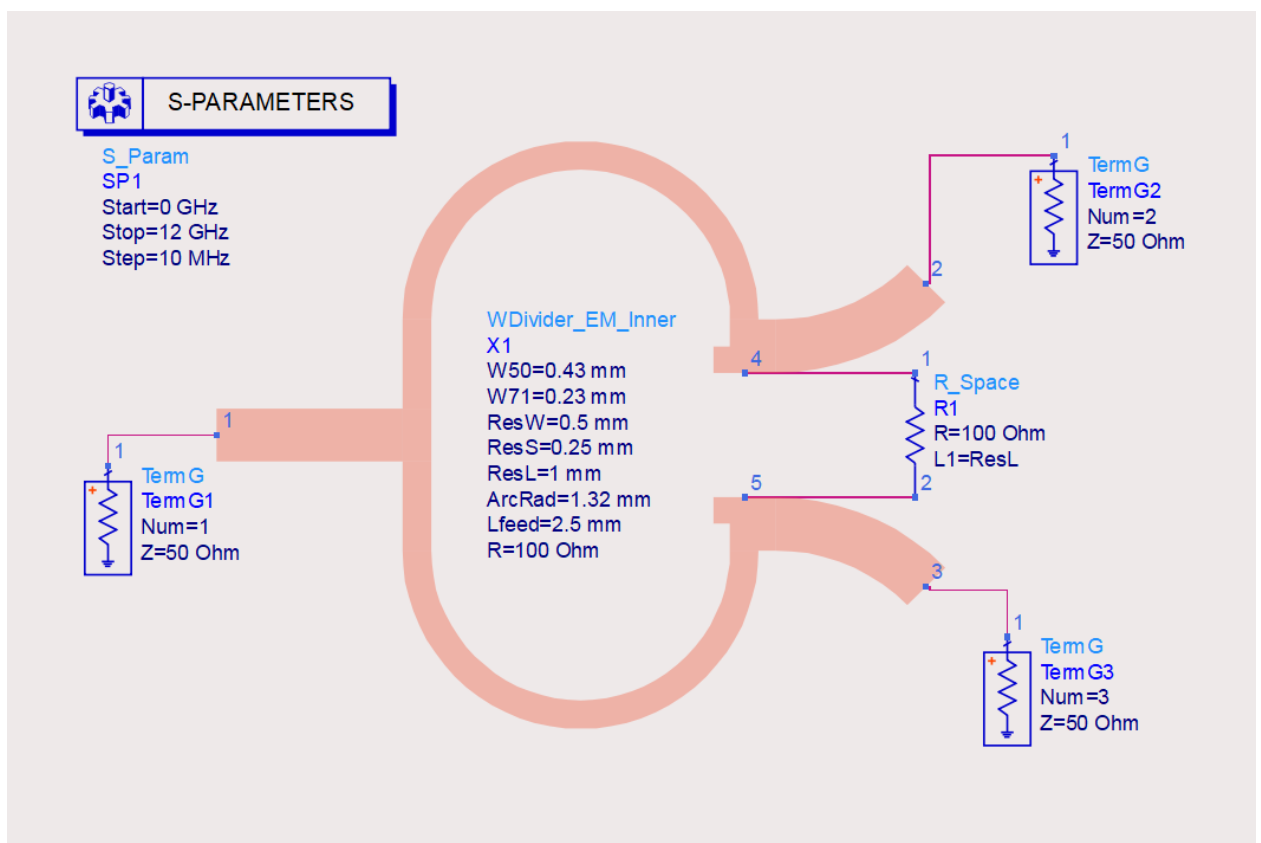 S-PARAMETERS
S_Param
SP1
Start=0 GHz
Stop=12 GHz
Step=10 MHz
1
TermG
TermG2
Num=2
Z=50 Ohm
2
WDivider_EM_Inner
X1
W50=0.43 mm
W71=0.23 mm
ResW=0.5 mm
ResS=0.25 mm
ResL=1 mm
ArcRad=1.32 mm
Lfeed=2.5 mm
R=100 Ohm
4
1
R_Space
R1
R=100 Ohm
L1=ResL
2
5
1
1
TermG
TermG1
Num=1
Z=50 Ohm
3
1
TermG
TermG3
Num=3
Z=50 Ohm